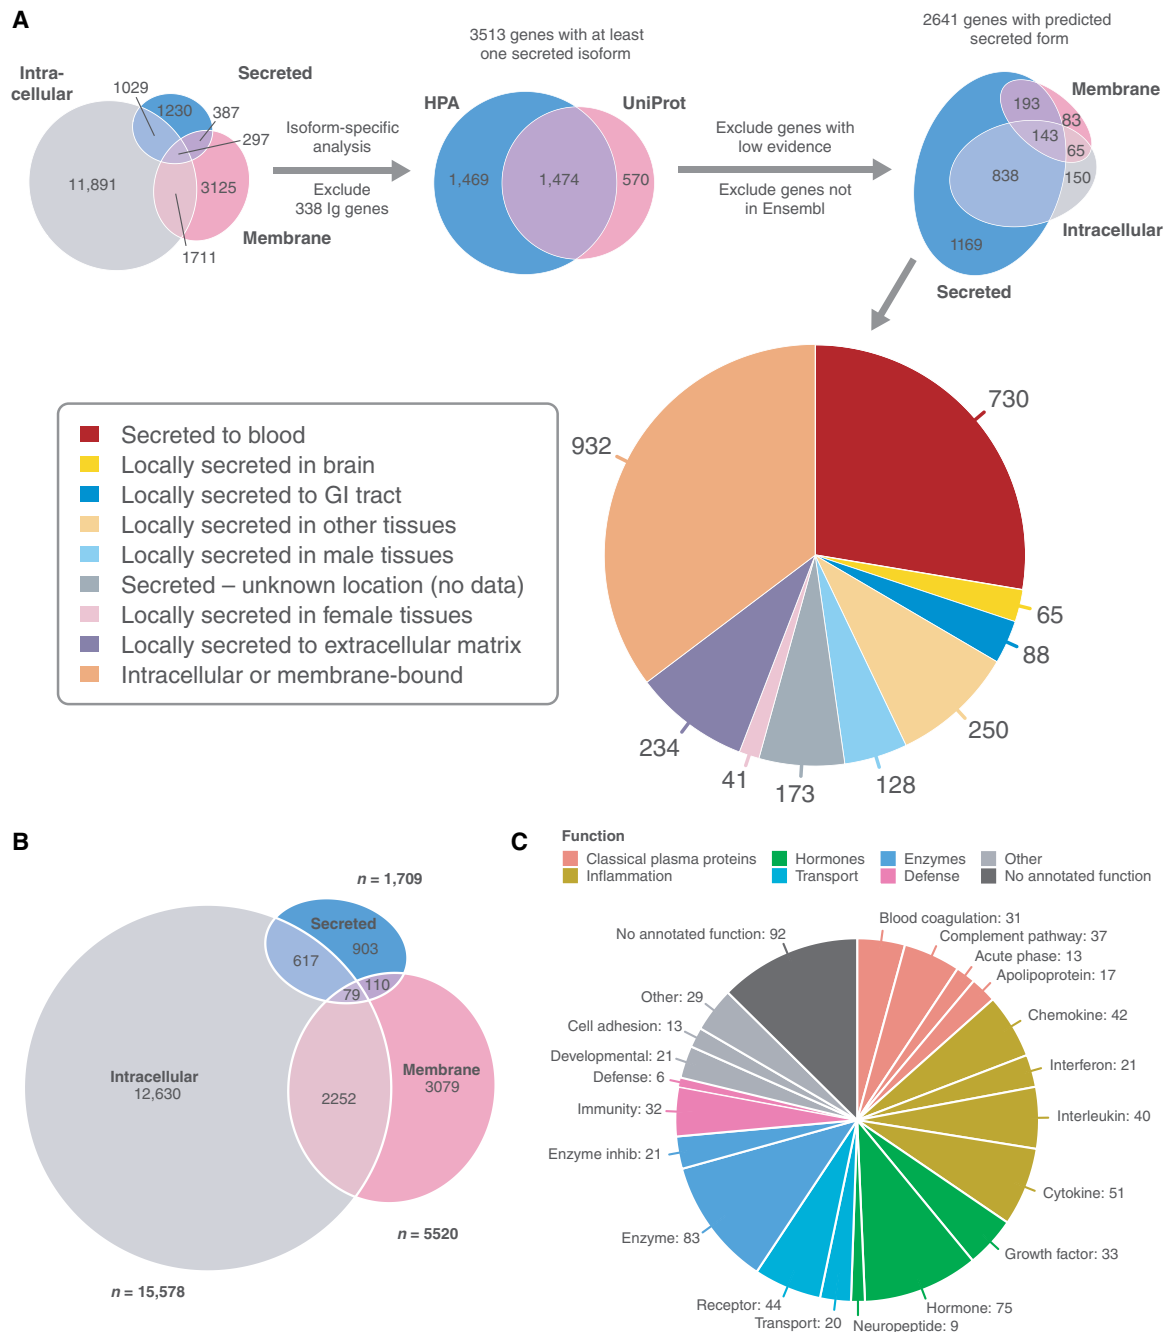 A
Intra-
cellular
1029
Secreted
1230
387
297
11,891
3125
Membrane
1711
Isoform-specific
analysis
Exclude
338 Ig genes
3513 genes with at least
one secreted isoform
HPA
UniProt
1,469
1,474
570
Exclude genes with
low evidence
Exclude genes not
in Ensembl
2641 genes with predicted
secreted form
Membrane
193
83
143
65
838
150
Intracellular
1169
Secreted
Secreted to blood
Locally secreted in brain
Locally secreted to GI tract
Locally secreted in other tissues
Locally secreted in male tissues
Secreted – unknown location (no data)
Locally secreted in female tissues
Locally secreted to extracellular matrix
Intracellular or membrane-bound
730
932
65
88
250
128
173
41
234
B
n = 1,709
Secreted
903
617
110
79
Intracellular
12,630
Membrane
3079
2252
n = 5520
n = 15,578
C
Function
Classical plasma proteins
Hormones
Enzymes
Other
Inflammation
Transport
Defense
No annotated function
Blood coagulation: 31
Complement pathway: 37
Acute phase: 13
Apolipoprotein: 17
Chemokine: 42
Interferon: 21
Interleukin: 40
Cytokine: 51
Growth factor: 33
Hormone: 75
Neuropeptide: 9
Transport: 20
Receptor: 44
Enzyme: 83
Enzyme inhib: 21
Immunity: 32
Defense: 6
Developmental: 21
Cell adhesion: 13
Other: 29
No annotated function: 92